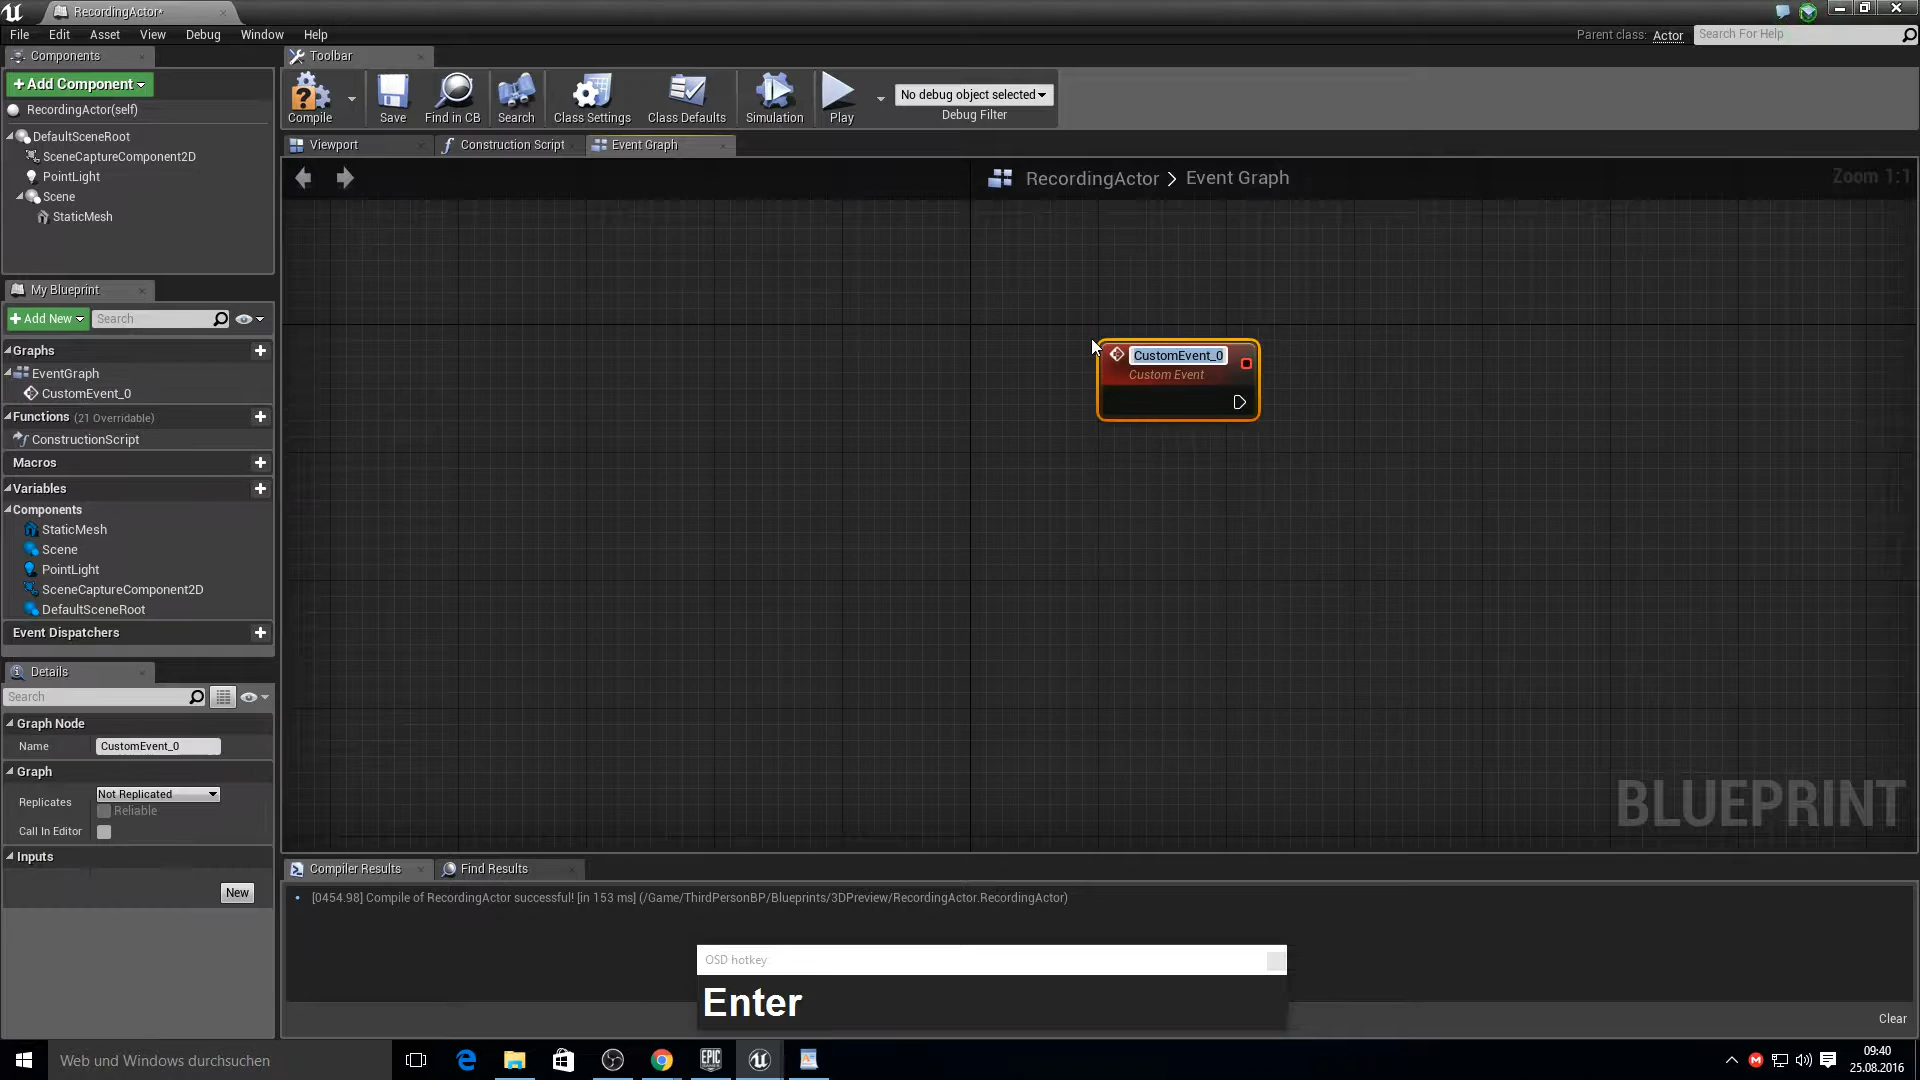 RecordingActor*
File Edit Asset View Debug Window Help
Parent class: Actor Search For Help
Components Toolbar
+ Add Component
RecordingActor(self)
DefaultSceneRoot
SceneCaptureComponent2D
PointLight
Scene
StaticMesh
Compile Save Find in CB Search Class Settings Class Defaults Simulation Play
No debug object selected
Debug Filter
Viewport Construction Script Event Graph
RecordingActor > Event Graph
Zoom 1:1
CustomEvent_0
Custom Event
BLUEPRINT
My Blueprint
+ Add New Search
Graphs
EventGraph
CustomEvent_0
Functions (21 Overridable)
ConstructionScript
Macros
Variables
Components
StaticMesh
Scene
PointLight
SceneCaptureComponent2D
DefaultSceneRoot
Event Dispatchers
Details
Search
Graph Node
Name CustomEvent_0
Graph
Replicates Not Replicated
Reliable
Call In Editor
Inputs
New
Compiler Results Find Results
[0454.98] Compile of RecordingActor successful! [in 153 ms] (/Game/ThirdPersonBP/Blueprints/3DPreview/RecordingActor.RecordingActor)
OSD hotkey
Enter
Clear
Web und Windows durchsuchen
EPIC GAMES
09:40
25.08.2016